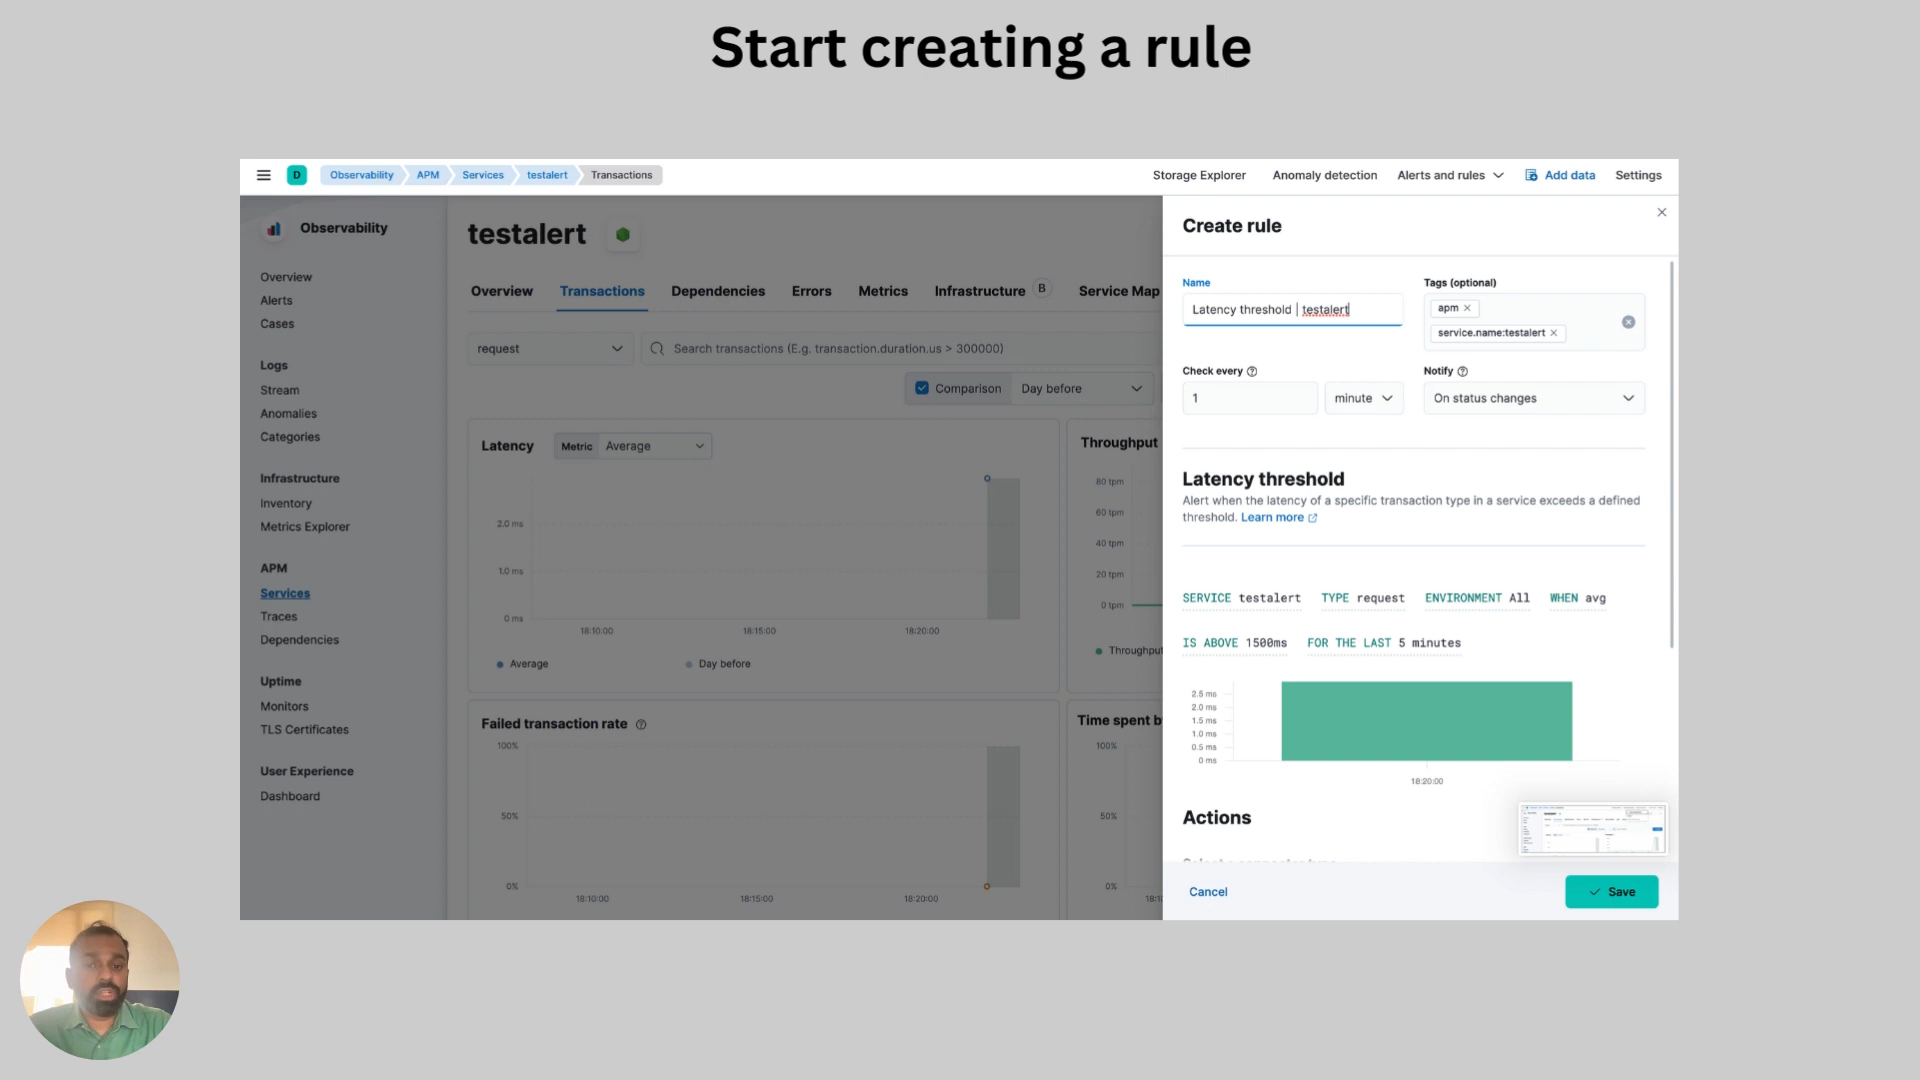 Start creating a rule
D
Observability
APM
Services
testalert
Transactions
Storage Explorer
Anomaly detection
Alerts and rules
Add data
Settings
Observability
Overview
Alerts
Cases
Logs
Stream
Anomalies
Categories
Infrastructure
Inventory
Metrics Explorer
APM
Services
Traces
Dependencies
Uptime
Monitors
TLS Certificates
User Experience
Dashboard
testalert
Overview
Transactions
Dependencies
Errors
Metrics
Infrastructure
B
Service Map
request
Search transactions (E.g. transaction.duration.us > 300000)
Comparison
Day before
Latency
Metric
Average
2.0 ms
1.0 ms
0 ms
18:10:00
18:15:00
18:20:00
Average
Day before
Throughput
80 tpm
60 tpm
40 tpm
20 tpm
0 tpm
Throughput
Failed transaction rate
100%
50%
0%
18:10:00
18:15:00
18:20:00
Time spent b
100%
50%
0%
18:1
Create rule
Name
Latency threshold | testalert
Tags (optional)
apm
service.name:testalert
Check every
1
minute
Notify
On status changes
Latency threshold
Alert when the latency of a specific transaction type in a service exceeds a defined
threshold. Learn more
SERVICE testalert TYPE request ENVIRONMENT All WHEN avg
IS ABOVE 1500ms FOR THE LAST 5 minutes
2.5 ms
2.0 ms
1.5 ms
1.0 ms
0.5 ms
0 ms
18:20:00
Actions
Cancel
Save